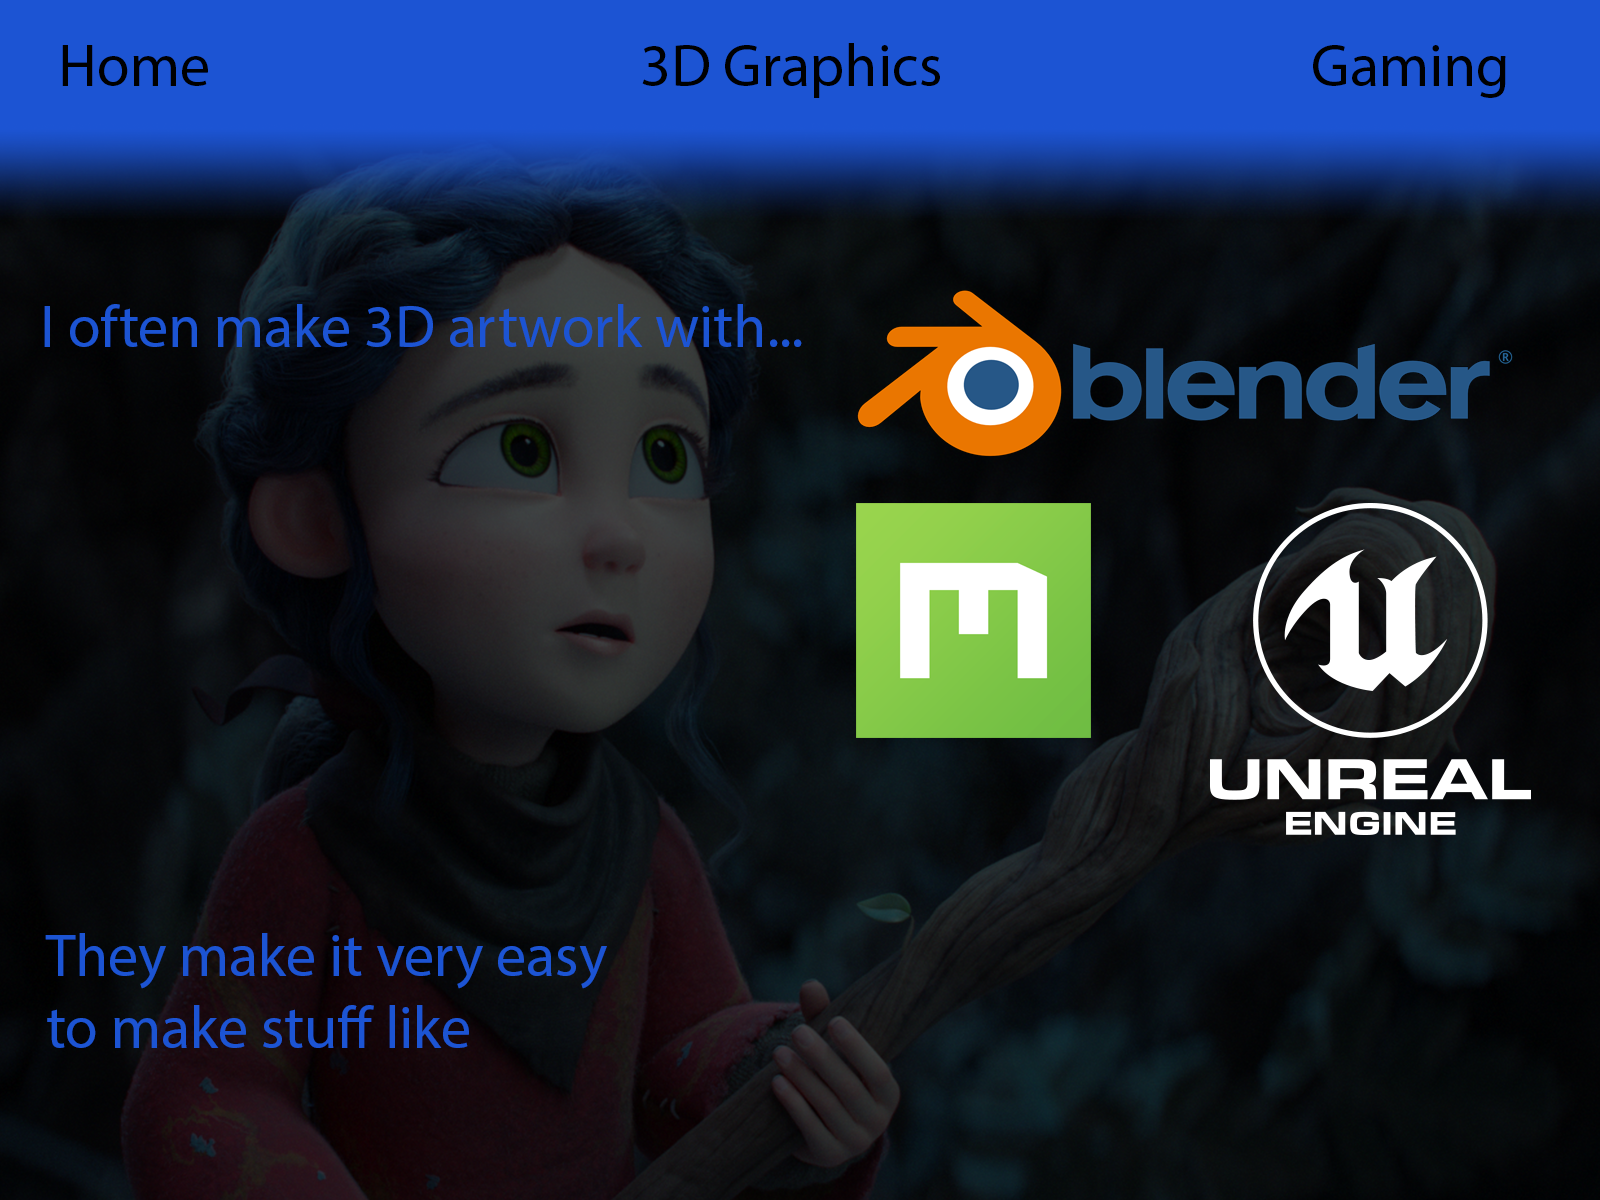 Home 3D Graphics Gaming
I often make 3D artwork with...
blender®
m
UNREAL
ENGINE
They make it very easy
to make stuff like